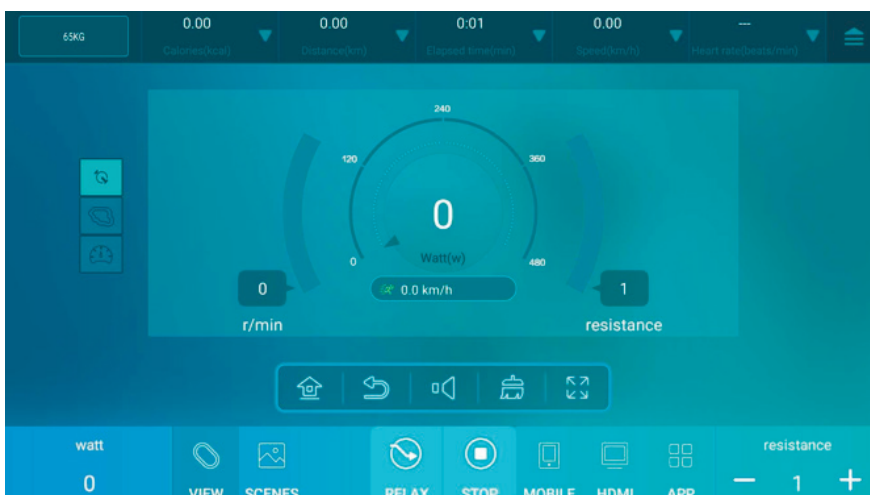 65KG
0.00
Calories(kcal)
0.00
Distance(km)
0:01
Elapsed time(min)
0.00
Speed(km/h)
---
Heart rate(beats/min)
240
120
360
0
Watt(w)
0
480
0.0 km/h
0
1
r/min
resistance
watt
0
VIEW
SCENES
RELAX
STOP
MOBILE
HDMI
APP
resistance
— 1 +